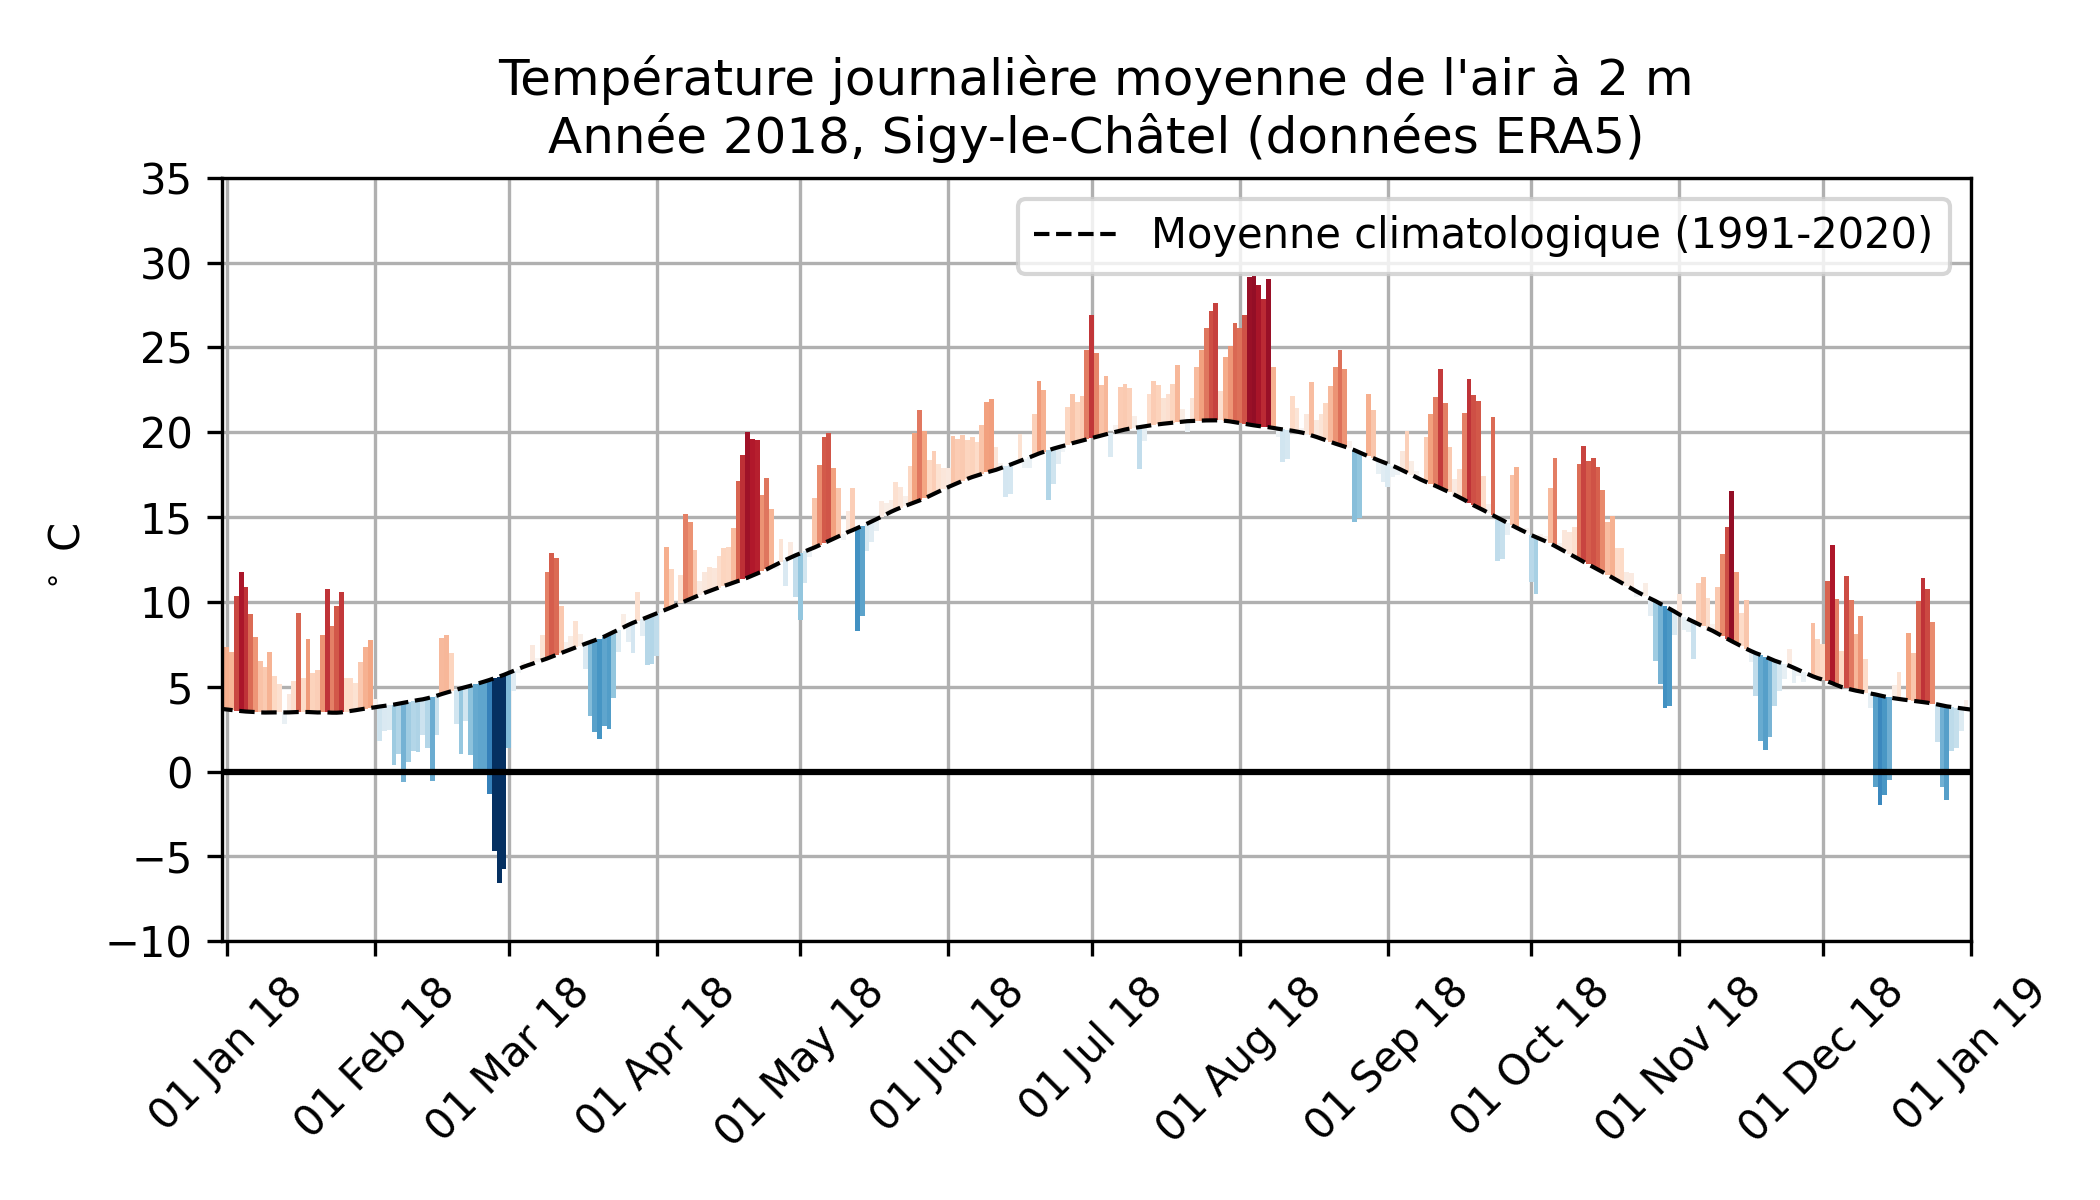 Température journalière moyenne de l'air à 2 m
Année 2018, Sigy-le-Châtel (données ERA5)
Moyenne climatologique (1991-2020)
° C
35
30
25
20
15
10
5
0
−5
−10
01 Jan 18
01 Feb 18
01 Mar 18
01 Apr 18
01 May 18
01 Jun 18
01 Jul 18
01 Aug 18
01 Sep 18
01 Oct 18
01 Nov 18
01 Dec 18
01 Jan 19